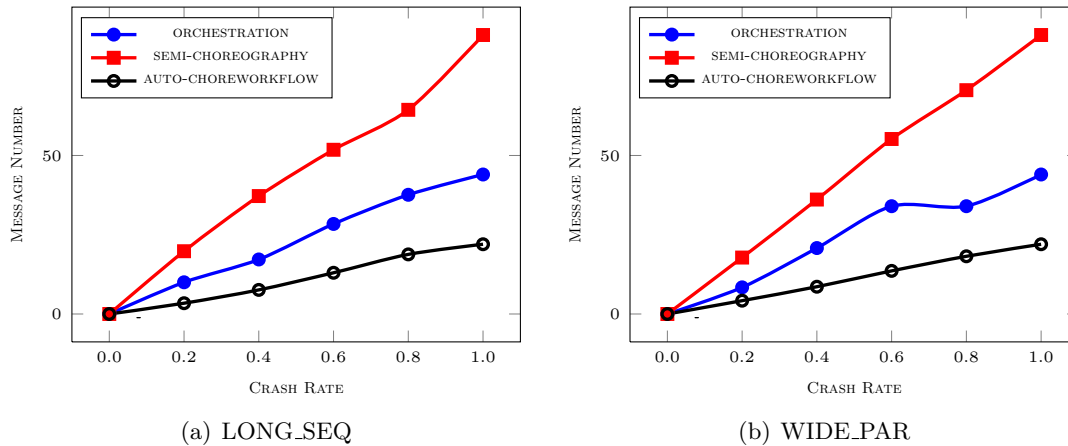 ORCHESTRATION
SEMI-CHOREOGRAPHY
AUTO-CHOREWORKFLOW
MESSAGE NUMBER
50
0
0.0 0.2 0.4 0.6 0.8 1.0
CRASH RATE
(a) LONG_SEQ
ORCHESTRATION
SEMI-CHOREOGRAPHY
AUTO-CHOREWORKFLOW
MESSAGE NUMBER
50
0
0.0 0.2 0.4 0.6 0.8 1.0
CRASH RATE
(b) WIDE_PAR